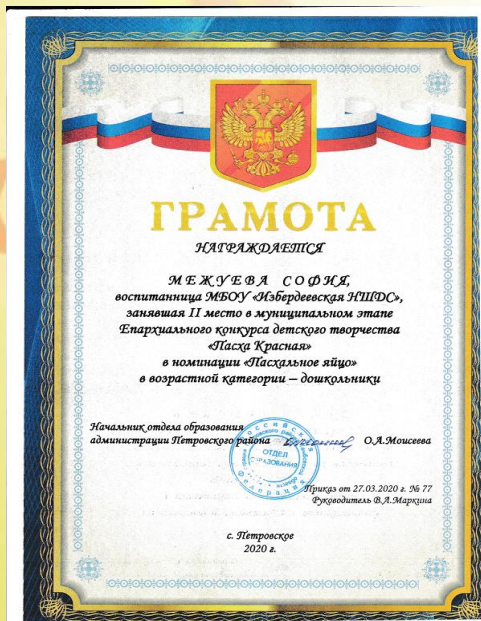 ГРАМОТА
НАГРАЖДАЕТСЯ
МЕЖУЕВА СОФИЯ,
воспитанница МБОУ «Избердеевская НШДС»,
занявшая II место в муниципальном этапе
Епархиального конкурса детского творчества
«Пасха Красная»
в номинации «Пасхальное яйцо»
в возрастной категории – дошкольники
Начальник отдела образования
администрации Петровского района О.А.Моисеева
ОТДЕЛ
ОБРАЗОВАНИЯ
Приказ от 27.03.2020 г. № 77
Руководитель В.А.Маркина
с. Петровское
2020 г.